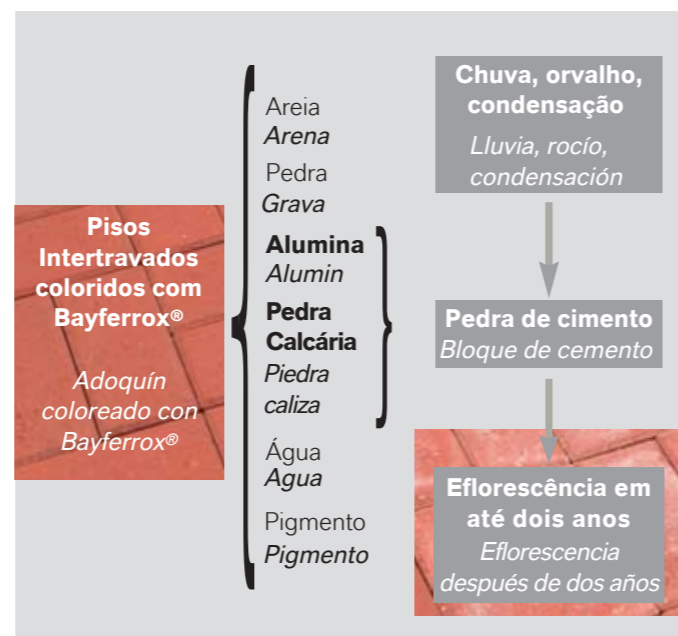 Pisos
Intertravados
coloridos com
Bayferrox®
Adoquín
coloreado con
Bayferrox®
Areia
Arena
Pedra
Grava
Alumina
Alumin
Pedra
Calcária
Piedra
caliza
Água
Agua
Pigmento
Pigmento
Chuva, orvalho,
condensação
Lluvia, rocío,
condensación
Pedra de cimento
Bloque de cemento
Eflorescência em
até dois anos
Eflorescencia
después de dos años